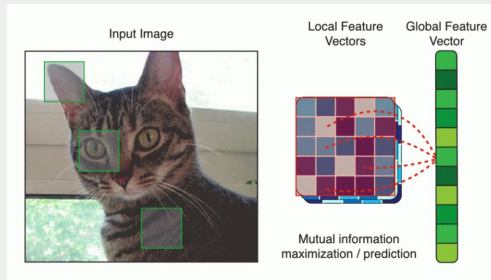 Input Image
Local Feature
Vectors
Global Feature
Vector
Mutual information
maximization / prediction